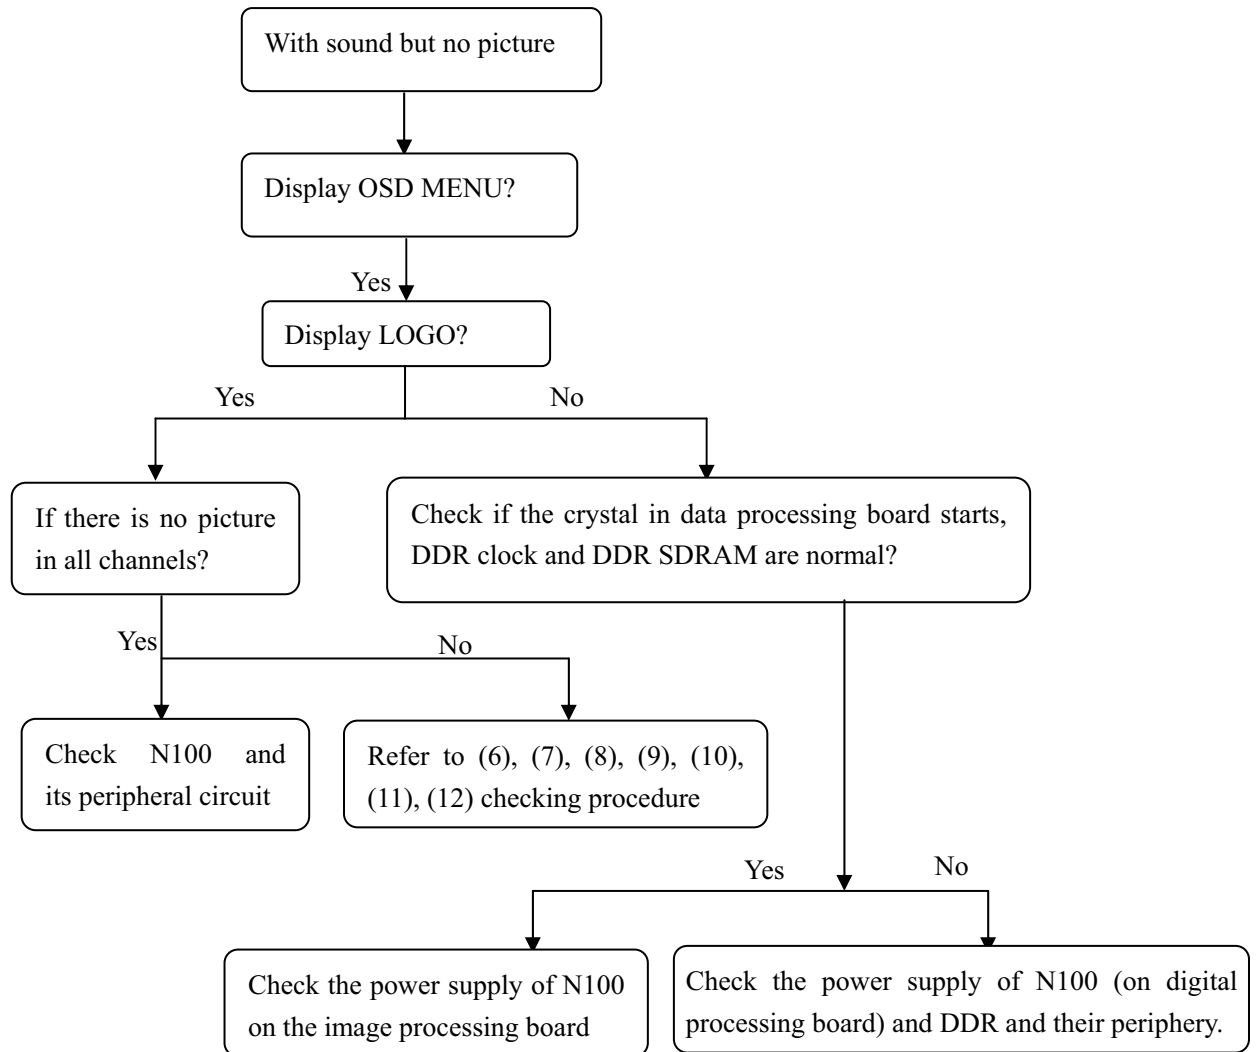 With sound but no picture
Display OSD MENU?
Yes
Display LOGO?
Yes
No
If there is no picture
in all channels?
Check if the crystal in data processing board starts,
DDR clock and DDR SDRAM are normal?
Yes
No
Check N100 and
its peripheral circuit
Refer to (6), (7), (8), (9), (10),
(11), (12) checking procedure
Yes
No
Check the power supply of N100
on the image processing board
Check the power supply of N100 (on digital
processing board) and DDR and their periphery.